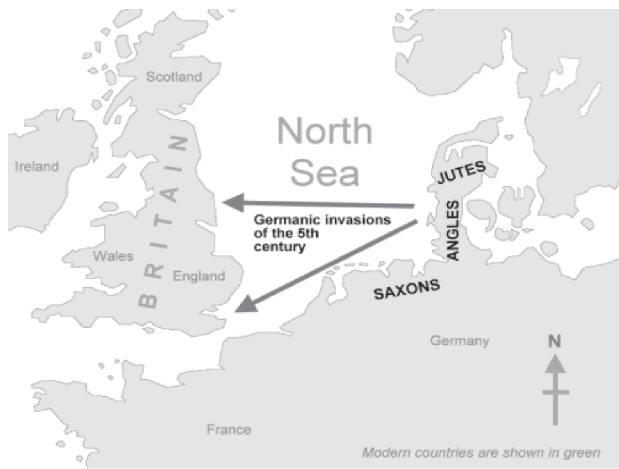 Scotland
North
Sea
Ireland
BRITAIN
JUTES
Germanic invasions
of the 5th
century
ANGLES
Wales
England
SAXONS
Germany
N
France
Modern countries are shown in green